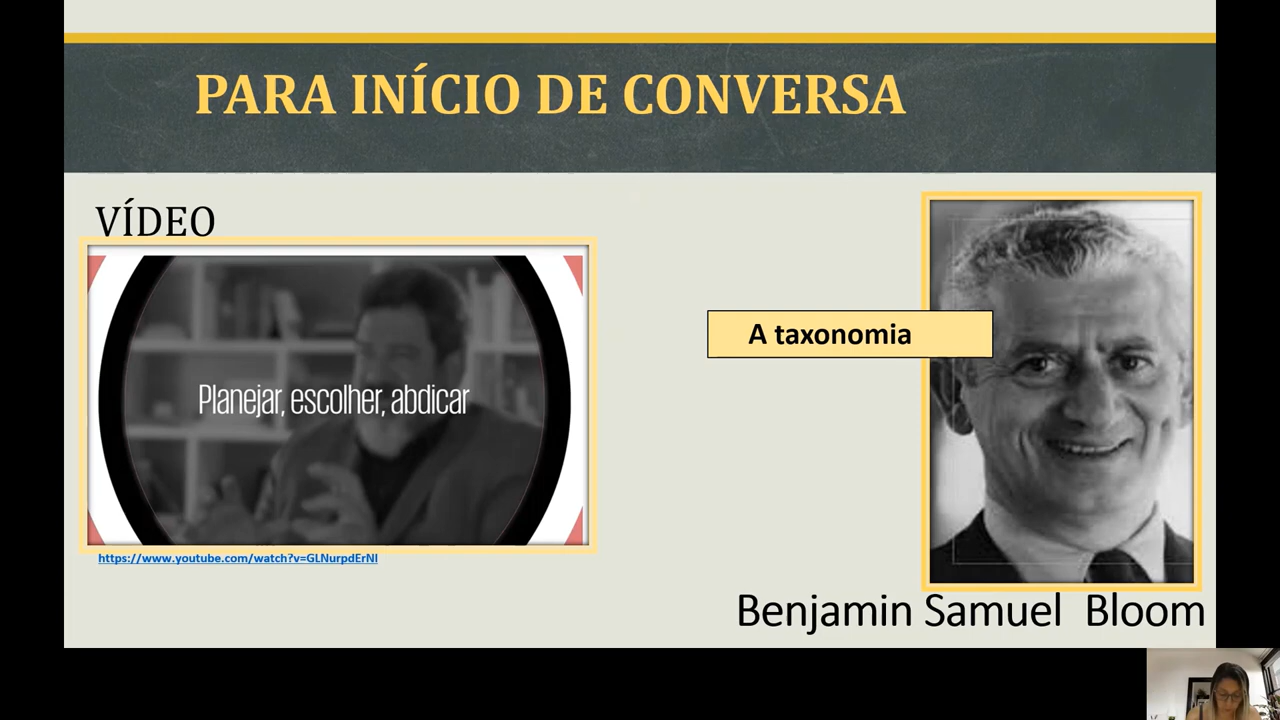 PARA INÍCIO DE CONVERSA
VÍDEO
Planejar, escolher, abdicar
https://www.youtube.com/watch?v=GLNurpdErNI
A taxonomia
Benjamin Samuel  Bloom